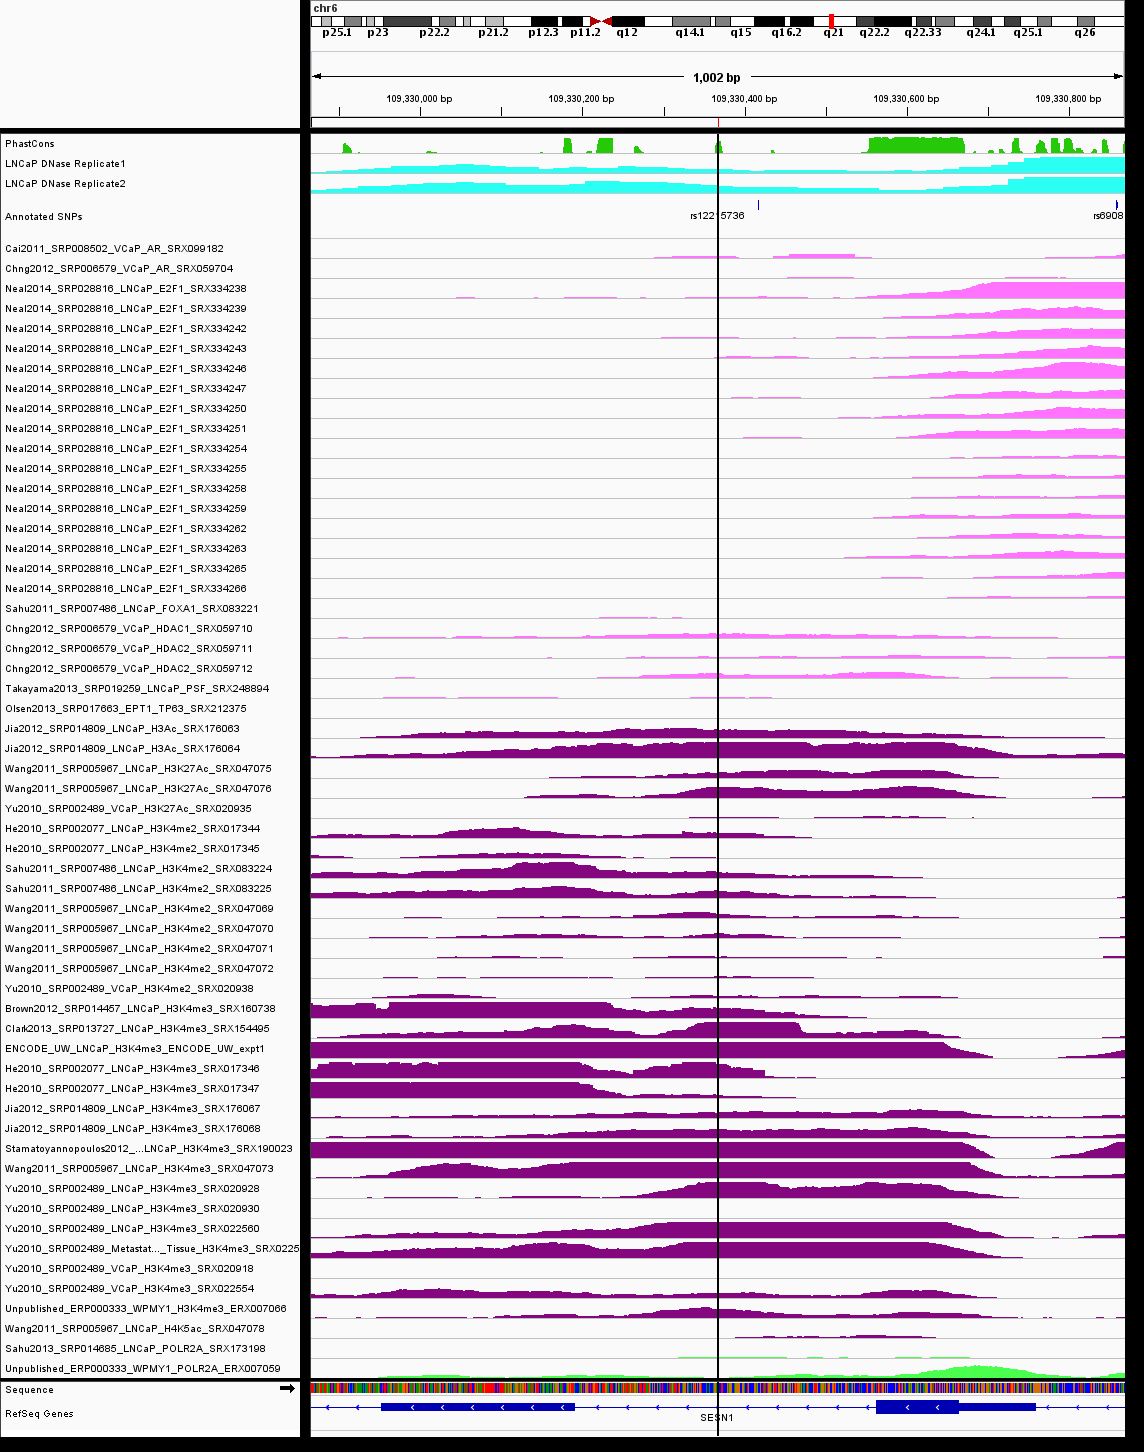 chr6
p25.1 p23 p22.2 p21.2 p12.3 p11.2 q12 q14.1 q15 q16.2 q21 q22.2 q22.33 q24.1 q25.1 q26
1,002 bp
109,330,000 bp 109,330,200 bp 109,330,400 bp 109,330,600 bp 109,330,800 bp
PhastCons
LNCaP DNase Replicate1
LNCaP DNase Replicate2
Annotated SNPs rs12215736 rs6908
Cai2011_SRP008502_VCaP_AR_SRX099182
Chng2012_SRP006579_VCaP_AR_SRX059704
Neal2014_SRP028816_LNCaP_E2F1_SRX334238
Neal2014_SRP028816_LNCaP_E2F1_SRX334239
Neal2014_SRP028816_LNCaP_E2F1_SRX334242
Neal2014_SRP028816_LNCaP_E2F1_SRX334243
Neal2014_SRP028816_LNCaP_E2F1_SRX334246
Neal2014_SRP028816_LNCaP_E2F1_SRX334247
Neal2014_SRP028816_LNCaP_E2F1_SRX334250
Neal2014_SRP028816_LNCaP_E2F1_SRX334251
Neal2014_SRP028816_LNCaP_E2F1_SRX334254
Neal2014_SRP028816_LNCaP_E2F1_SRX334255
Neal2014_SRP028816_LNCaP_E2F1_SRX334258
Neal2014_SRP028816_LNCaP_E2F1_SRX334259
Neal2014_SRP028816_LNCaP_E2F1_SRX334262
Neal2014_SRP028816_LNCaP_E2F1_SRX334263
Neal2014_SRP028816_LNCaP_E2F1_SRX334265
Neal2014_SRP028816_LNCaP_E2F1_SRX334266
Sahu2011_SRP007486_LNCaP_FOXA1_SRX083221
Chng2012_SRP006579_VCaP_HDAC1_SRX059710
Chng2012_SRP006579_VCaP_HDAC2_SRX059711
Chng2012_SRP006579_VCaP_HDAC2_SRX059712
Takayama2013_SRP019259_LNCaP_PSF_SRX248894
Olsen2013_SRP017663_EPT1_TP63_SRX212375
Jia2012_SRP014809_LNCaP_H3Ac_SRX176063
Jia2012_SRP014809_LNCaP_H3Ac_SRX176064
Wang2011_SRP005967_LNCaP_H3K27Ac_SRX047075
Wang2011_SRP005967_LNCaP_H3K27Ac_SRX047076
Yu2010_SRP002489_VCaP_H3K27Ac_SRX020935
He2010_SRP002077_LNCaP_H3K4me2_SRX017344
He2010_SRP002077_LNCaP_H3K4me2_SRX017345
Sahu2011_SRP007486_LNCaP_H3K4me2_SRX083224
Sahu2011_SRP007486_LNCaP_H3K4me2_SRX083225
Wang2011_SRP005967_LNCaP_H3K4me2_SRX047069
Wang2011_SRP005967_LNCaP_H3K4me2_SRX047070
Wang2011_SRP005967_LNCaP_H3K4me2_SRX047071
Wang2011_SRP005967_LNCaP_H3K4me2_SRX047072
Yu2010_SRP002489_VCaP_H3K4me2_SRX020938
Brown2012_SRP014457_LNCaP_H3K4me3_SRX160738
Clark2013_SRP013727_LNCaP_H3K4me3_SRX154495
ENCODE_UW_LNCaP_H3K4me3_ENCODE_UW_expt1
He2010_SRP002077_LNCaP_H3K4me3_SRX017346
He2010_SRP002077_LNCaP_H3K4me3_SRX017347
Jia2012_SRP014809_LNCaP_H3K4me3_SRX176067
Jia2012_SRP014809_LNCaP_H3K4me3_SRX176068
Stamatoyannopoulos2012_...LNCaP_H3K4me3_SRX190023
Wang2011_SRP005967_LNCaP_H3K4me3_SRX047073
Yu2010_SRP002489_LNCaP_H3K4me3_SRX020928
Yu2010_SRP002489_LNCaP_H3K4me3_SRX020930
Yu2010_SRP002489_LNCaP_H3K4me3_SRX022560
Yu2010_SRP002489_Metastat..._Tissue_H3K4me3_SRX0225
Yu2010_SRP002489_VCaP_H3K4me3_SRX020918
Yu2010_SRP002489_VCaP_H3K4me3_SRX022554
Unpublished_ERP000333_WPMY1_H3K4me3_ERX007066
Wang2011_SRP005967_LNCaP_H4K5ac_SRX047078
Sahu2013_SRP014685_LNCaP_POLR2A_SRX173198
Unpublished_ERP000333_WPMY1_POLR2A_ERX007059
Sequence
RefSeq Genes SESN1